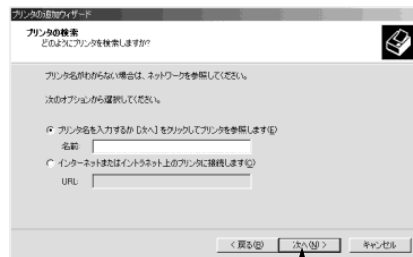 プリンタの追加ウィザード
プリンタの検索
どのようにプリンタを検索しますか?
プリンタ名がわからない場合は、ネットワークを参照してください。
次のオプションから選択してください。
プリンタ名を入力するか [次へ] をクリックしてプリンタを参照します(E)
名前:
インターネットまたはイントラネット上のプリンタに接続します(C)
URL:
< 戻る(B)
次へ(N) >
キャンセル